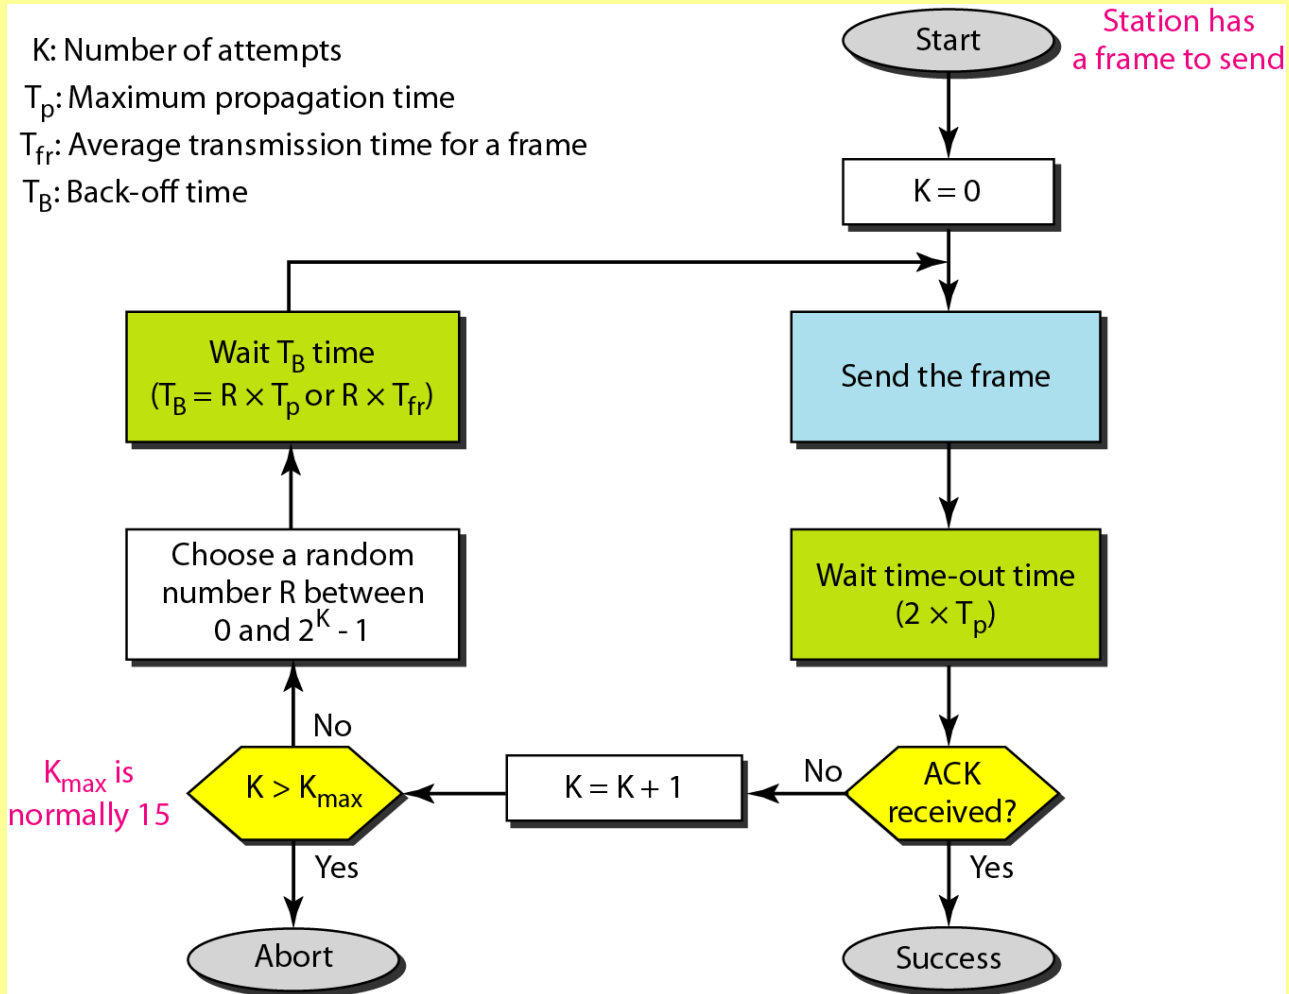 K: Number of attempts
Tp: Maximum propagation time
Tfr: Average transmission time for a frame
TB: Back-off time
Start
Station has
a frame to send
K = 0
Wait TB time
(TB = R × Tp or R × Tfr)
Send the frame
Choose a random
number R between
0 and 2^K - 1
Wait time-out time
(2 × Tp)
No
Kmax is
normally 15
K > Kmax
K = K + 1
No
ACK
received?
Yes
Yes
Abort
Success